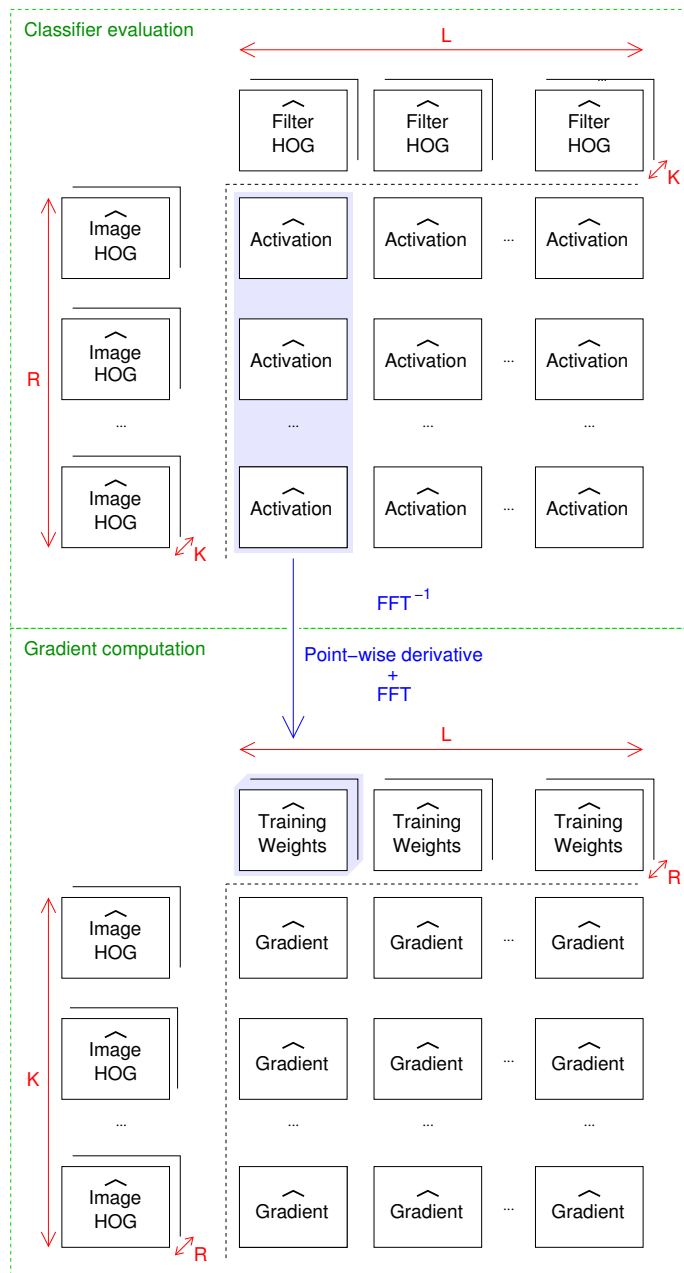 Classifier evaluation
L
...
Filter Filter Filter
HOG HOG HOG
K
Image
HOG
Activation Activation ... Activation
R
Image
HOG
Activation Activation ... Activation
... ... ... ...
Image
HOG
Activation Activation ... Activation
K
FFT −1
Gradient computation
Point−wise derivative
+
FFT
L
Training Training Training
Weights Weights Weights
R
Image
HOG
Gradient Gradient ... Gradient
K
Image
HOG
Gradient Gradient ... Gradient
... ... ... ...
Image
HOG
Gradient Gradient ... Gradient
R